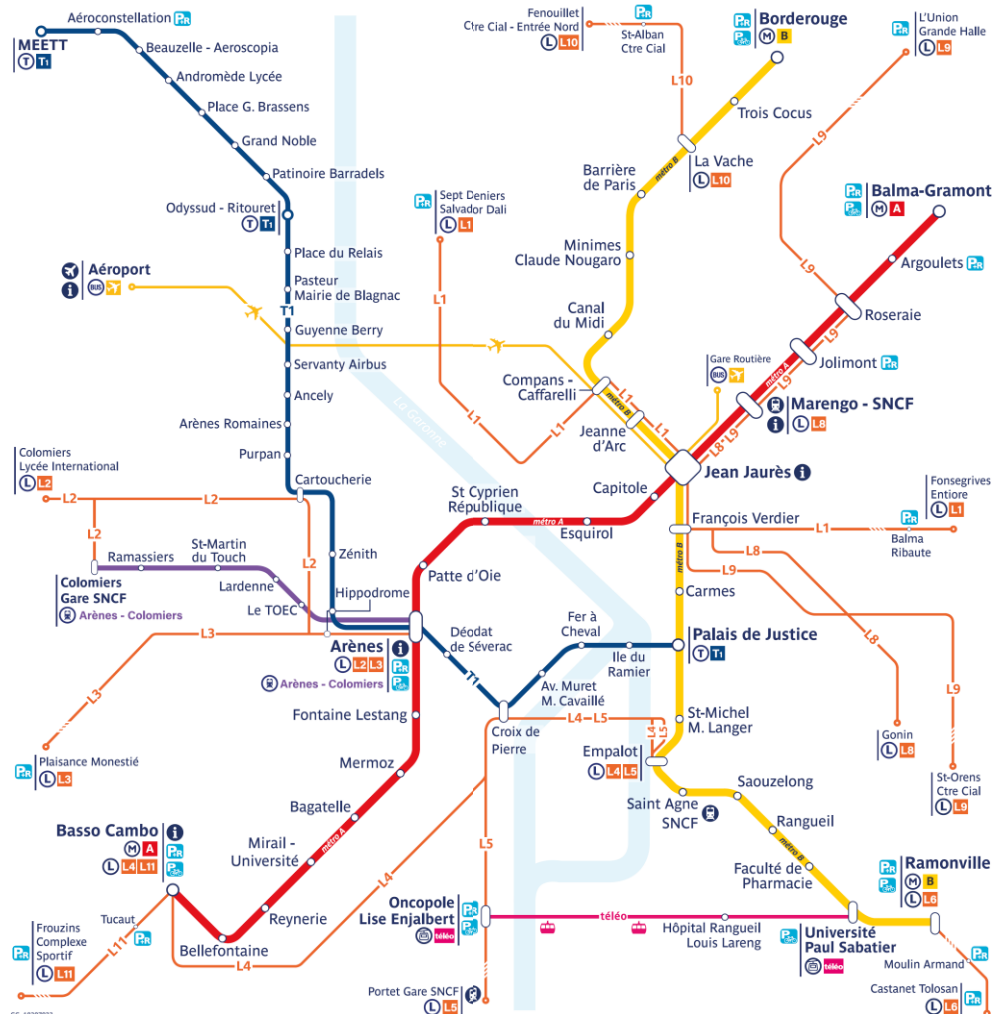 Aéroconstellation P+R
MEETT
T T1
Beauzelle - Aeroscopia
Andromède Lycée
Place G. Brassens
Grand Noble
Patinoire Barradels
Odyssud - Ritouret
T T1
Place du Relais
Pasteur
Mairie de Blagnac
T1
Guyenne Berry
Servanty Airbus
Ancely
Arènes Romaines
Purpan
Cartoucherie
Zénith
Hippodrome
Aéroport
i BUS
Fenouillet
Ctre Cial - Entrée Nord
L L10
P+R
St-Alban
Ctre Cial
L10
P+R
Borderouge
M B
Trois Cocus
La Vache
L L10
métro B
Barrière
de Paris
Minimes
Claude Nougaro
Canal
du Midi
Compans -
Caffarelli
métro B
Jeanne
d'Arc
L1
L1
P+R
Sept Deniers
Salvador Dali
L L1
L1
L1
L1
La Garonne
P+R
L'Union
Grande Halle
L L9
L9
L9
P+R
Balma-Gramont
M A
Argoulets P+R
Roseraie
L9
Jolimont P+R
métro A
L9
Marengo - SNCF
i L L8
L8 L9
Gare Routière
BUS
Jean Jaurès i
Capitole
Esquirol
métro A
St Cyprien
République
Patte d'Oie
Colomiers
Lycée International
L L2
L2
L2
L2
L2
Ramassiers
St-Martin
du Touch
Lardenne
Le TOEC
Colomiers
Gare SNCF
Arènes - Colomiers
L3
L3
P+R
Plaisance Monestié
L L3
Arènes i
L L2 L3 P+R
Arènes - Colomiers
Déodat
de Séverac
T1
Croix de
Pierre
Av. Muret
M. Cavaillé
Fer à
Cheval
Ile du
Ramier
Palais de Justice
T T1
François Verdier
métro B
Carmes
L1
P+R
Balma
Ribaute
Fonsegrives
Entiore
L L1
L8
L9
L8
L9
Gonin
L L8
P+R
St-Orens
Ctre Cial
L L9
St-Michel
M. Langer
L4 L5
L4
L5
Empalot
L L4 L5
Saint Agne
SNCF
Saouzelong
Rangueil
métro B
Faculté de
Pharmacie
P+R
Ramonville
M B
L L6
P+R
Université
Paul Sabatier
téléo
Hôpital Rangueil
Louis Lareng
téléo
Oncopole
Lise Enjalbert
téléo
P+R
L5
Portet Gare SNCF
L L5
Moulin Armand
P+R
Castanet Tolosan
L L6
P+R
Fontaine Lestang
Mermoz
Bagatelle
métro A
Mirail -
Université
Reynerie
Bellefontaine
L4
L4
Basso Cambo i
M A P+R
L L4 L11
Tucaut
P+R
L11
P+R
Frouzins
Complexe
Sportif
L L11